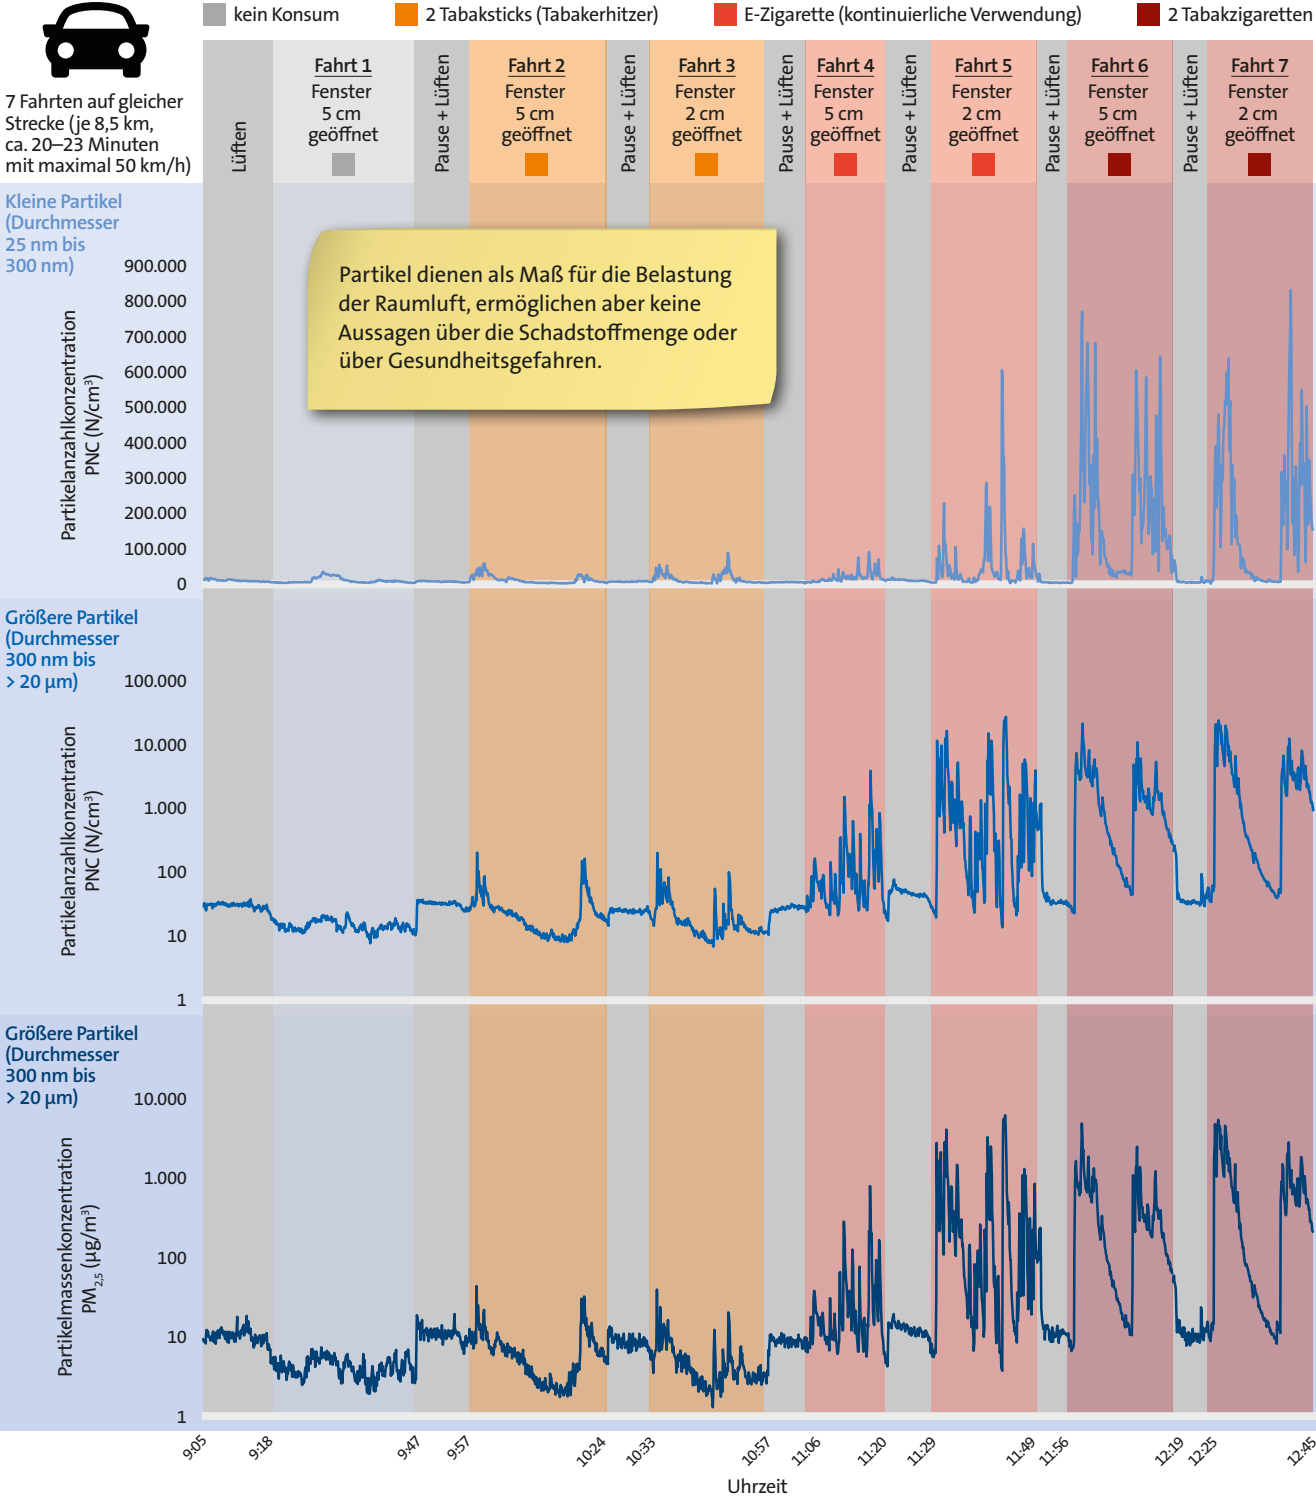 kein Konsum
2 Tabaksticks (Tabakerhitzer)
E-Zigarette (kontinuierliche Verwendung)
2 Tabakzigaretten
7 Fahrten auf gleicher
Strecke (je 8,5 km,
ca. 20–23 Minuten
mit maximal 50 km/h)
Lüften
Fahrt 1
Fenster
5 cm
geöffnet
Pause + Lüften
Fahrt 2
Fenster
5 cm
geöffnet
Pause + Lüften
Fahrt 3
Fenster
2 cm
geöffnet
Pause + Lüften
Fahrt 4
Fenster
5 cm
geöffnet
Pause + Lüften
Fahrt 5
Fenster
2 cm
geöffnet
Pause + Lüften
Fahrt 6
Fenster
5 cm
geöffnet
Pause + Lüften
Fahrt 7
Fenster
2 cm
geöffnet
Kleine Partikel
(Durchmesser
25 nm bis
300 nm)
Partikelanzahlkonzentration
PNC (N/cm³)
900.000
800.000
700.000
600.000
500.000
400.000
300.000
200.000
100.000
0
Partikel dienen als Maß für die Belastung
der Raumluft, ermöglichen aber keine
Aussagen über die Schadstoffmenge oder
über Gesundheitsgefahren.
Größere Partikel
(Durchmesser
300 nm bis
> 20 µm)
Partikelanzahlkonzentration
PNC (N/cm³)
100.000
10.000
1.000
100
10
1
Größere Partikel
(Durchmesser
300 nm bis
> 20 µm)
Partikelmassenkonzentration
PM2,5 (µg/m³)
10.000
1.000
100
10
1
9:05
9:18
9:47
9:57
10:24
10:33
10:57
11:06
11:20
11:29
11:49
11:56
12:19
12:25
12:45
Uhrzeit